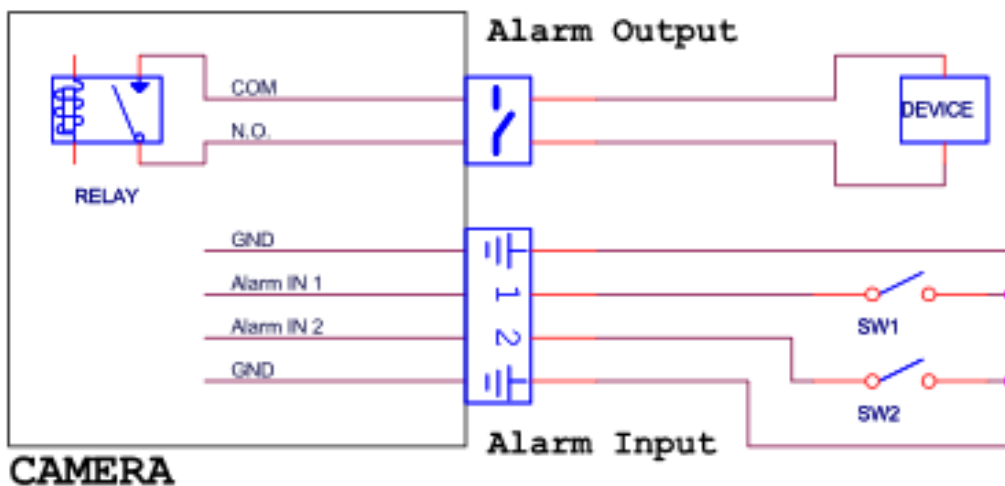 Alarm Output
COM
N.O.
DEVICE
RELAY
GND
Alarm IN 1
1
SW1
Alarm IN 2
2
GND
SW2
Alarm Input
CAMERA